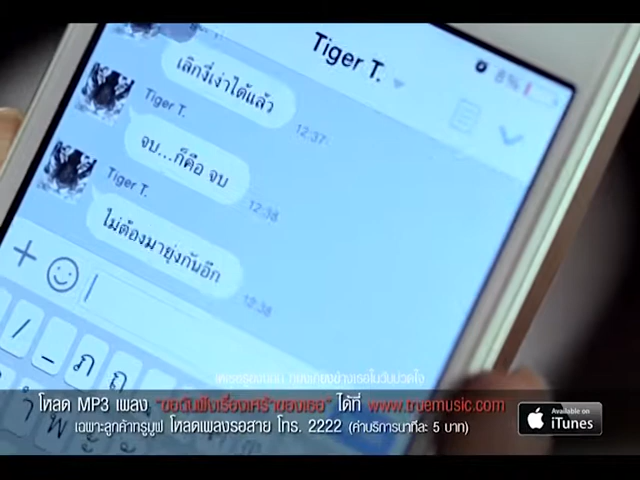 Tiger T.
8%
เลิกงี่เง่าได้แล้ว
12:37
Tiger T.
จบ...ก็คือ จบ
12:38
Tiger T.
ไม่ต้องมายุ่งกันอีก
12:38
/
_
ภ
ถ
ำ
พ
ะ
โหลด MP3 เพลง "ขอฉันฟังเรื่องเศร้าของเธอ" ได้ที่ www.truemusic.com
เฉพาะลูกค้าทรูมูฟ โหลดเพลงรอสาย โทร. 2222 (ค่าบริการนาทีละ 5 บาท)
Available on
iTunes